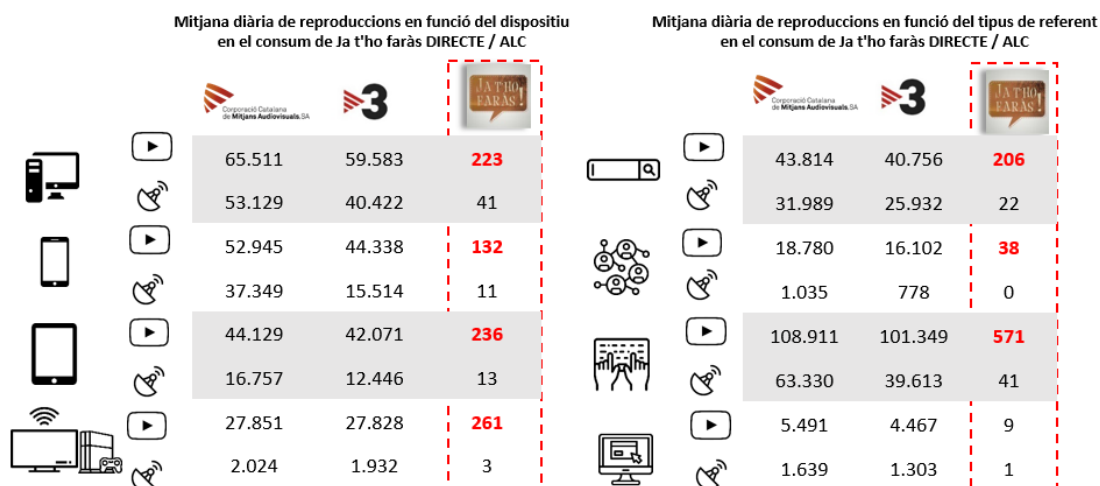 Mitjana diària de reproduccions en funció del dispositiu
en el consum de Ja t'ho faràs DIRECTE / ALC
Corporació Catalana
de Mitjans Audiovisuals, SA
3
JA T'HO
FARÀS!
65.511 59.583 223
53.129 40.422 41
52.945 44.338 132
37.349 15.514 11
44.129 42.071 236
16.757 12.446 13
27.851 27.828 261
2.024 1.932 3
Mitjana diària de reproduccions en funció del tipus de referent
en el consum de Ja t'ho faràs DIRECTE / ALC
Corporació Catalana
de Mitjans Audiovisuals, SA
3
JA T'HO
FARÀS!
43.814 40.756 206
31.989 25.932 22
18.780 16.102 38
1.035 778 0
108.911 101.349 571
63.330 39.613 41
5.491 4.467 9
1.639 1.303 1